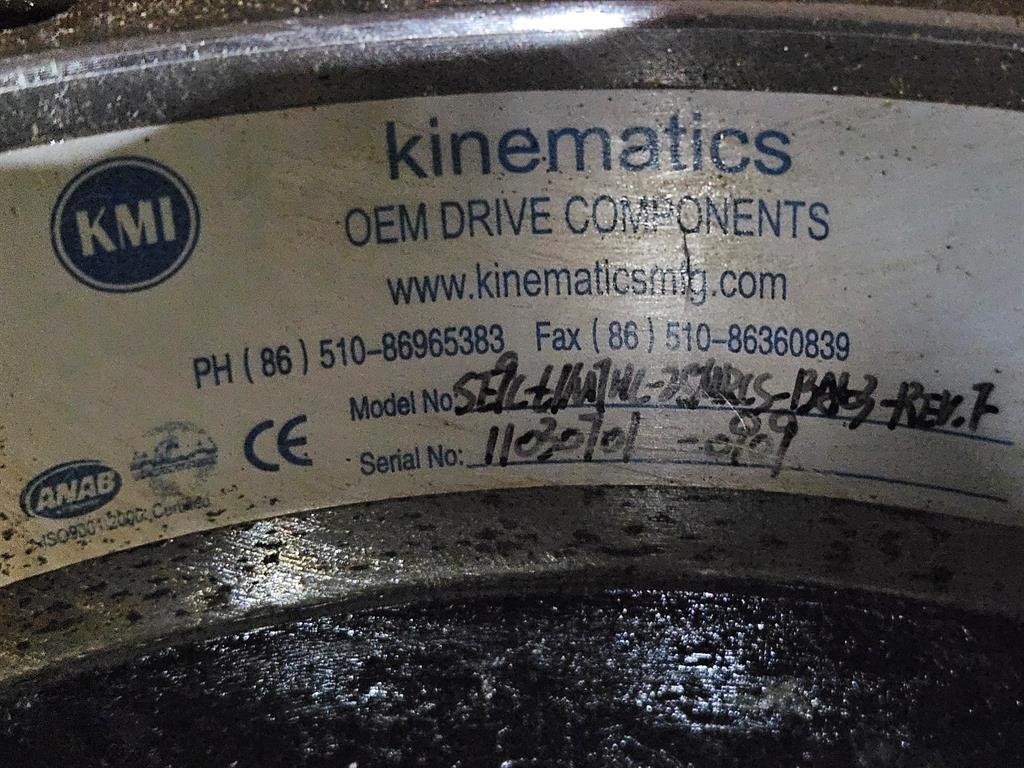 kinematics
KMI
OEM DRIVE COMPONENTS
www.kinematicsmfg.com
PH ( 86 ) 510-86965383 Fax ( 86 ) 510-86360839
Model No
CE
Serial No: 11030701
ANAB
ISO9001:2000: Certified